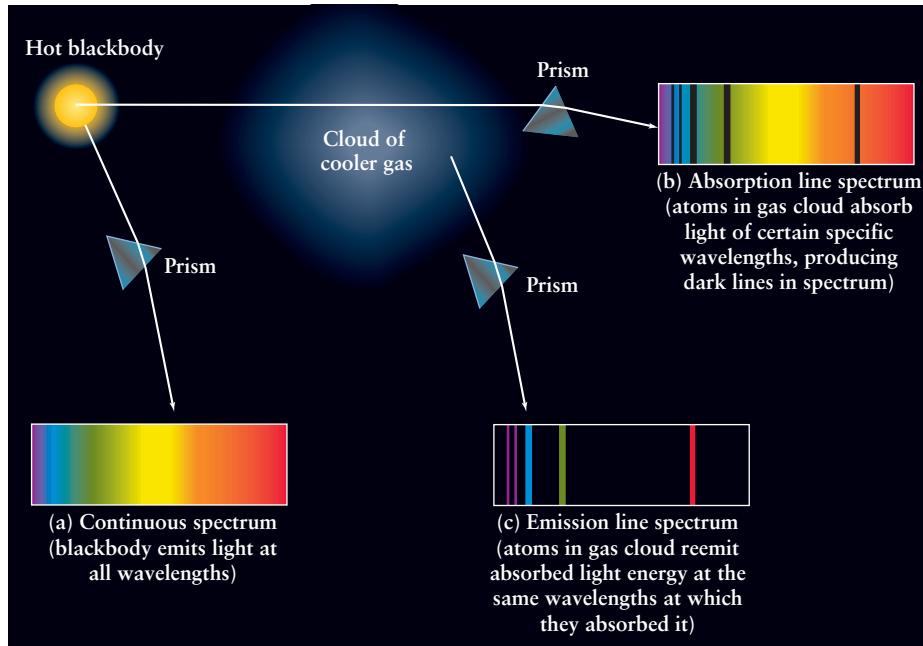 Hot blackbody
Prism
Cloud of
cooler gas
(b) Absorption line spectrum
(atoms in gas cloud absorb
light of certain specific
wavelengths, producing
dark lines in spectrum)
Prism
Prism
(a) Continuous spectrum
(blackbody emits light at
all wavelengths)
(c) Emission line spectrum
(atoms in gas cloud reemit
absorbed light energy at the
same wavelengths at which
they absorbed it)